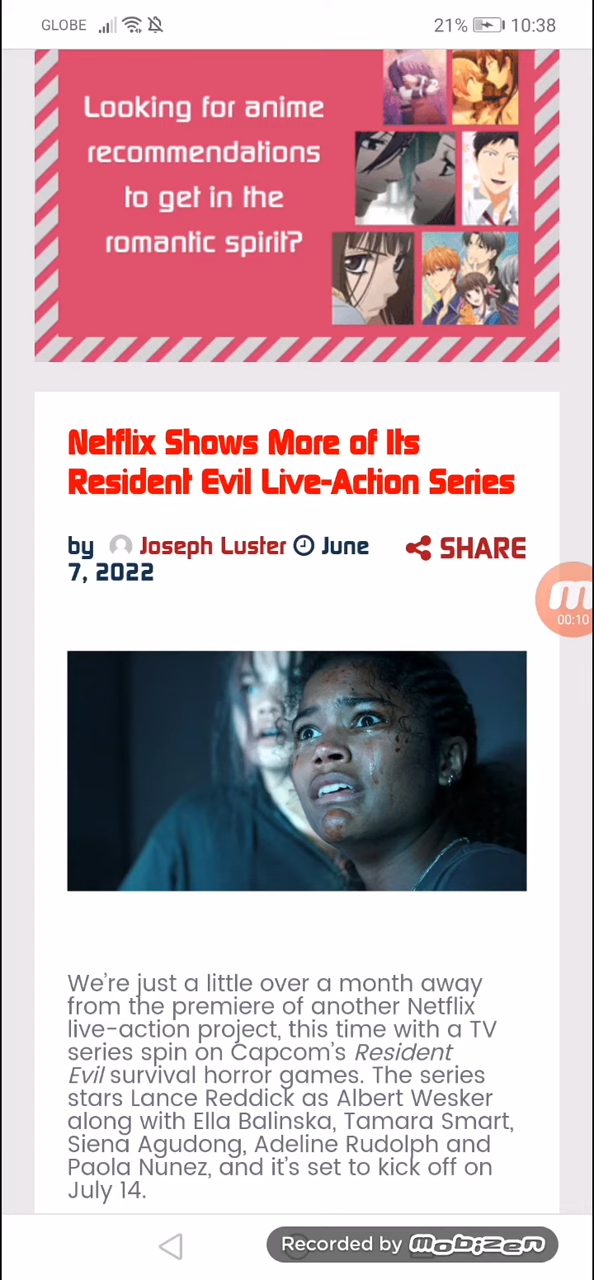 GLOBE 21% 10:38
Looking for anime
recommendations
to get in the
romantic spirit?
Netflix Shows More of Its
Resident Evil Live-Action Series
by Joseph Luster June
7, 2022
SHARE
00:10
We're just a little over a month away
from the premiere of another Netflix
live-action project, this time with a TV
series spin on Capcom's Resident
Evil survival horror games. The series
stars Lance Reddick as Albert Wesker
along with Ella Balinska, Tamara Smart,
Siena Agudong, Adeline Rudolph and
Paola Nunez, and it's set to kick off on
July 14.
Recorded by mobizen